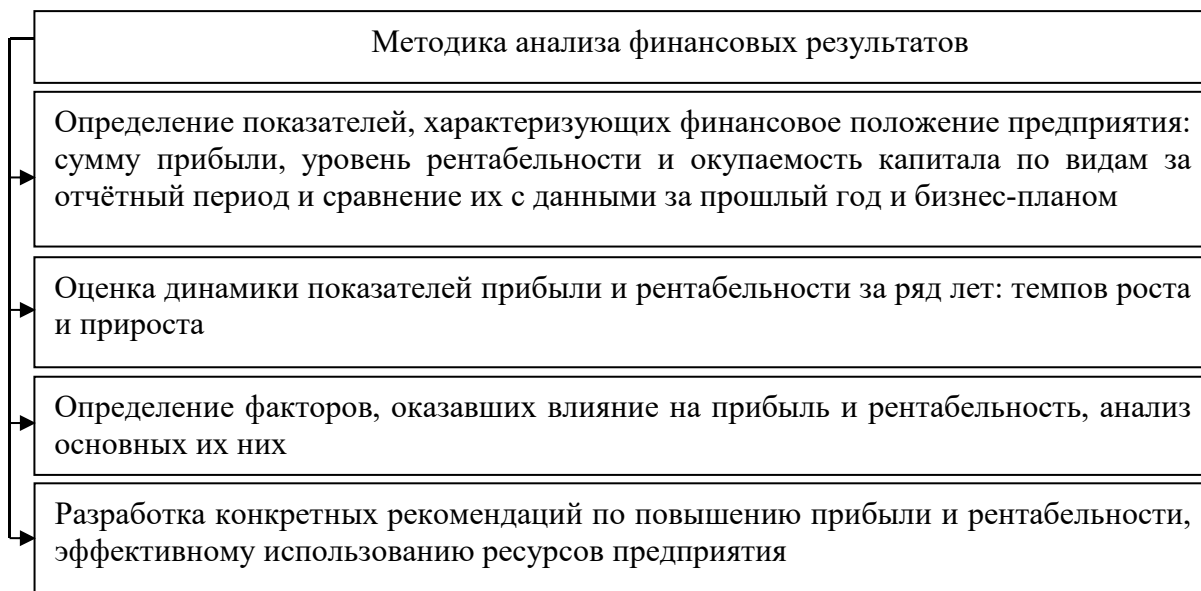 Методика анализа финансовых результатов
Определение показателей, характеризующих финансовое положение предприятия:
сумму прибыли, уровень рентабельности и окупаемость капитала по видам за
отчётный период и сравнение их с данными за прошлый год и бизнес-планом
Оценка динамики показателей прибыли и рентабельности за ряд лет: темпов роста
и прироста
Определение факторов, оказавших влияние на прибыль и рентабельность, анализ
основных их них
Разработка конкретных рекомендаций по повышению прибыли и рентабельности,
эффективному использованию ресурсов предприятия